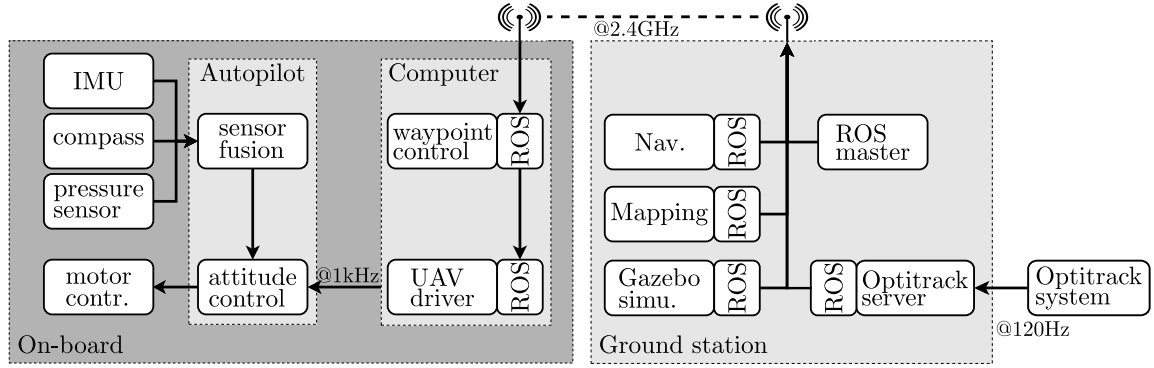 @2.4GHz
IMU
compass
pressure
sensor
motor
contr.
Autopilot
sensor
fusion
attitude
control
@1kHz
Computer
waypoint
control
ROS
UAV
driver
ROS
On-board
Nav.
ROS
ROS
master
Mapping
ROS
Gazebo
simu.
ROS
ROS
Optitrack
server
Optitrack
system
@120Hz
Ground station